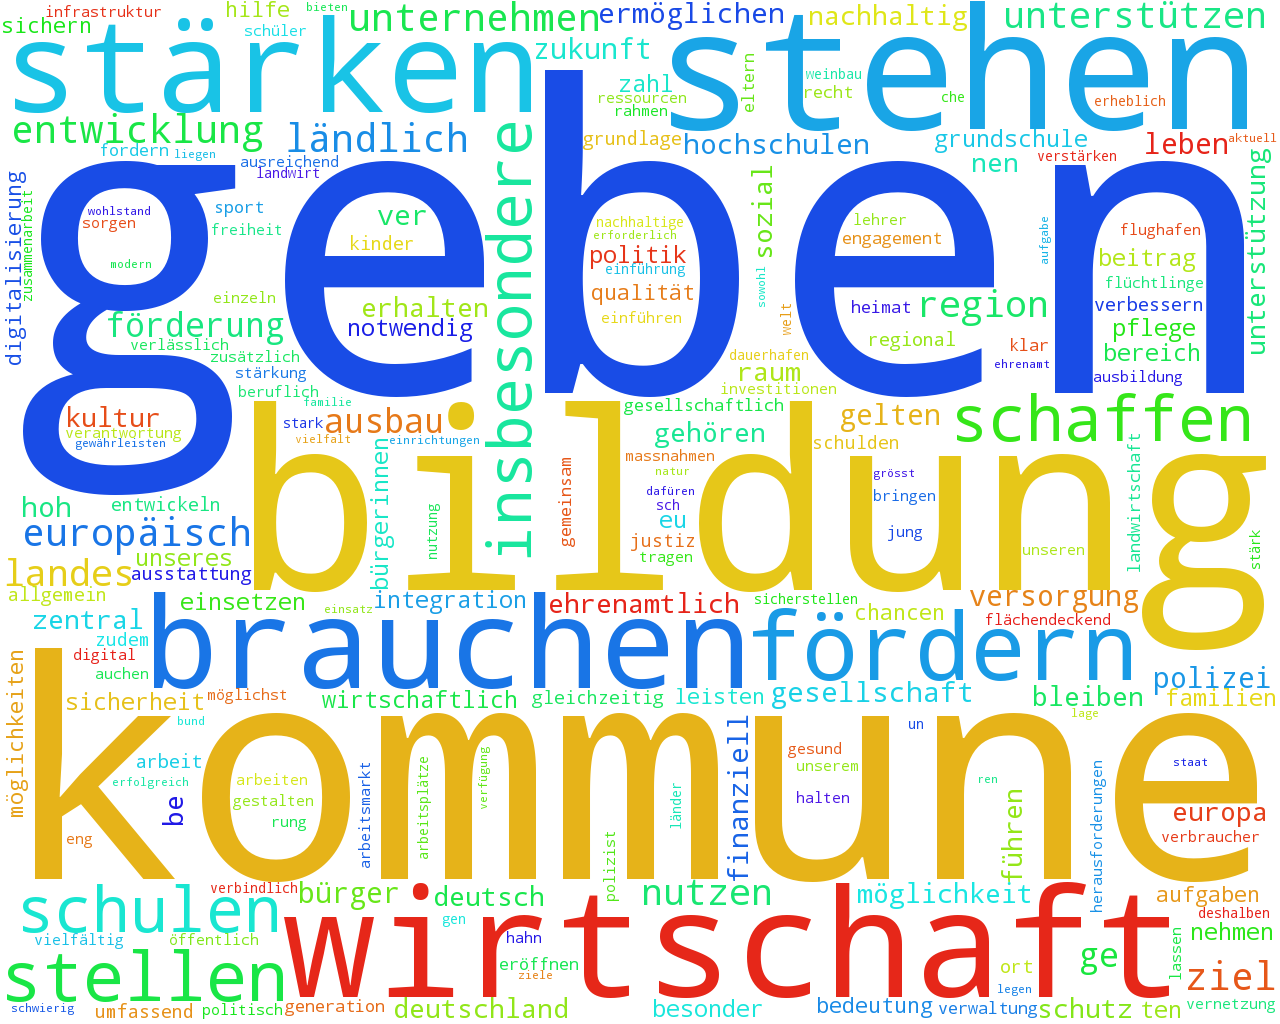 infrastruktur
hilfe
bieten
unternehmen
ermöglichen
nachhaltig
unterstützen
sichern
schüler
stärken
zukunft
stehen
zahl
ressourcen
rahmen
eltern
weinbau
recht
che
erheblich
entwicklung
ländlich
grundlage
hochschulen
grundschule
leben
aktuell
fordern
liegen
ausreichend
landwirt
nen
verstärken
geben
insbesondere
sozial
unterstützung
digitalisierung
zusammenarbeit
wohlstand
sorgen
sport
freiheit
ver
kinder
nachhaltige
erforderlich
politik
einführung
qualität
einführen
lehrer
engagement
aufgabe
flughafen
beitrag
flüchtlinge
verbessern
pflege
bereich
ausbildung
modern
einzeln
erhalten
notwendig
sowohl
welt
heimat
region
regional
klar
ehrenamt
förderung
verlässlich
zusätzlich
stärkung
beruflich
dauerhafen
raum
investitionen
kultur
verantwortung
gewährleisten
familie
stark
ausbau
vielfalt
einrichtungen
gesellschaftlich
gehören
gelten
schulden
schaffen
bildung
massnahmen
natur
dafüren
sch
eu
justiz
tragen
grösst
bringen
jung
unseren
landwirtschaft
stärk
hoh
entwickeln
europäisch
bürgerinnen
nutzung
gemeinsam
landes
unseres
ausstattung
allgemein
einsetzen
einsatz
integration
ehrenamtlich
sicherstellen
chancen
versorgung
flächendeckend
zentral
zudem
digital
auchen
brauchen
fördern
polizei
möglichkeiten
sicherheit
möglichst
bund
wirtschaftlich
gleichzeitig
leisten
gesellschaft
bleiben
familien
lage
kommune
arbeit
erfolgreich
be
eng
arbeiten
gestalten
rung
arbeitsmarkt
arbeitsplätze
verfügung
polizist
länder
finanziell
gesund
unserem
halten
un
ren
führen
herausforderungen
staat
europa
verbraucher
schulen
verbindlich
bürger
deutsch
gen
nutzen
möglichkeit
aufgaben
deshalben
nehmen
vielfältig
öffentlich
wirtschaft
hahn
eröffnen
ziele
ort
legen
ge
lassen
stellen
ziel
schwierig
umfassend
politisch
generation
deutschland
besonder
bedeutung
verwaltung
schutz
ten
vernetzung